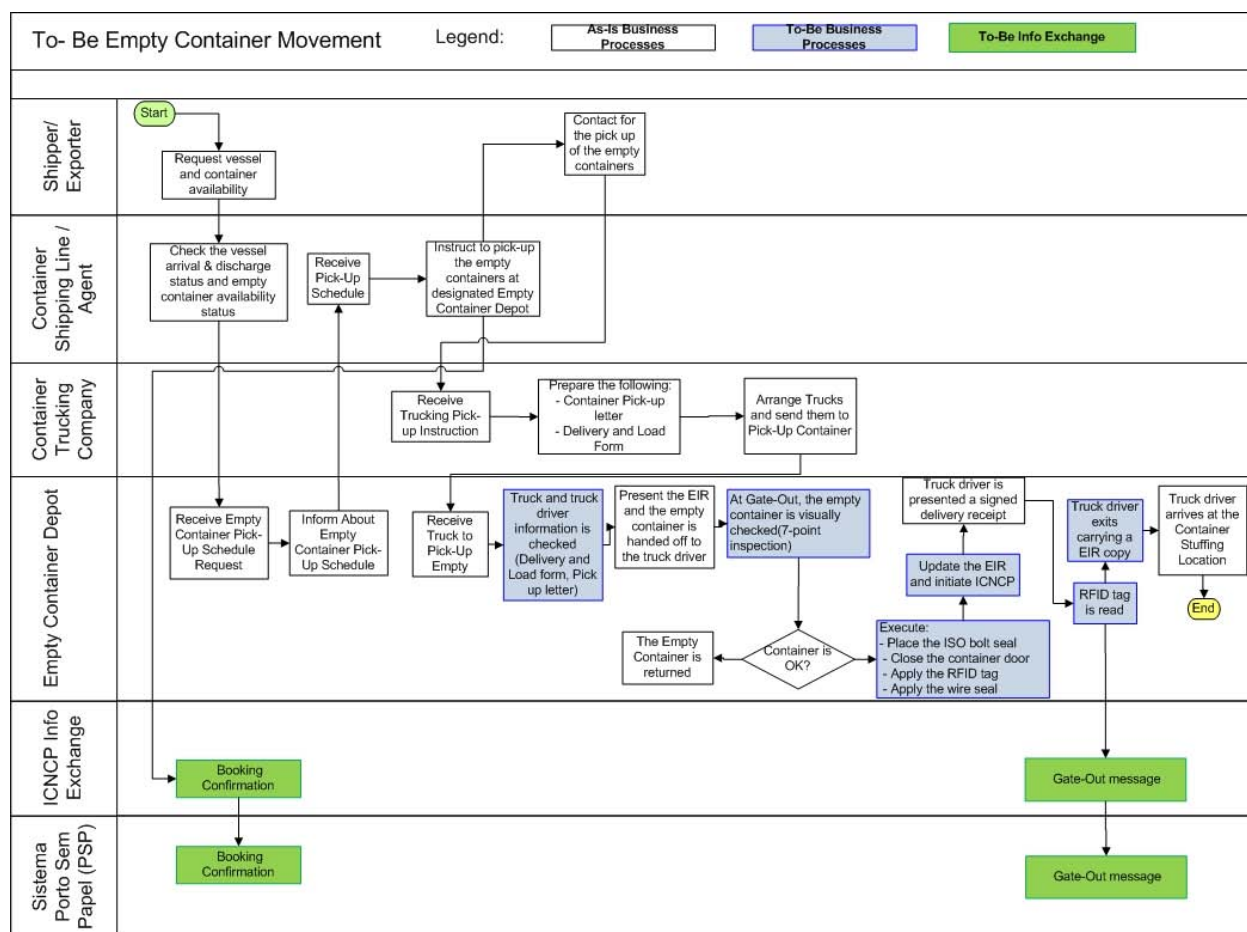 To- Be Empty Container Movement
Legend:
As-Is Business
Processes
To-Be Business
Processes
To-Be Info Exchange
Shipper/
Exporter
Start
Request vessel
and container
availability
Contact for
the pick up
of the empty
containers
Container
Shipping Line /
Agent
Check the vessel
arrival & discharge
status and empty
container availability
status
Receive
Pick-Up
Schedule
Instruct to pick-up
the empty
containers at
designated Empty
Container Depot
Container
Trucking
Company
Receive
Trucking Pick-
up Instruction
Prepare the following:
- Container Pick-up
letter
- Delivery and Load
Form
Arrange Trucks
and send them to
Pick-Up Container
Empty Container Depot
Receive Empty
Container Pick-
Up Schedule
Request
Inform About
Empty
Container Pick-
Up Schedule
Receive
Truck to
Pick-Up
Empty
Truck and truck
driver
information is
checked
(Delivery and
Load form, Pick
up letter)
Present the EIR
and the empty
container is
handed off to
the truck driver
At Gate-Out, the empty
container is visually
checked(7-point
inspection)
Container is
OK?
The Empty
Container is
returned
Execute:
- Place the ISO bolt seal
- Close the container door
- Apply the RFID tag
- Apply the wire seal
Update the EIR
and initiate ICNCP
Truck driver is
presented a signed
delivery receipt
RFID tag
is read
Truck driver
exits
carrying a
EIR copy
Truck driver
arrives at the
Container
Stuffing
Location
End
ICNCP Info
Exchange
Booking
Confirmation
Gate-Out message
Sistema
Porto Sem
Papel (PSP)
Booking
Confirmation
Gate-Out message